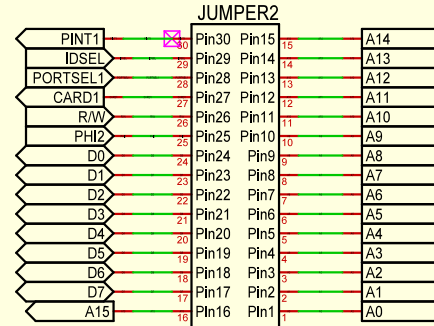 JUMPER2
PINT1 30 Pin30 Pin15 15 A14
IDSEL 29 Pin29 Pin14 14 A13
PORTSEL1 28 Pin28 Pin13 13 A12
CARD1 27 Pin27 Pin12 12 A11
R/W 26 Pin26 Pin11 11 A10
PHI2 25 Pin25 Pin10 10 A9
D0 24 Pin24 Pin9 9 A8
D1 23 Pin23 Pin8 8 A7
D2 22 Pin22 Pin7 7 A6
D3 21 Pin21 Pin6 6 A5
D4 20 Pin20 Pin5 5 A4
D5 19 Pin19 Pin4 4 A3
D6 18 Pin18 Pin3 3 A2
D7 17 Pin17 Pin2 2 A1
A15 16 Pin16 PIn1 1 A0